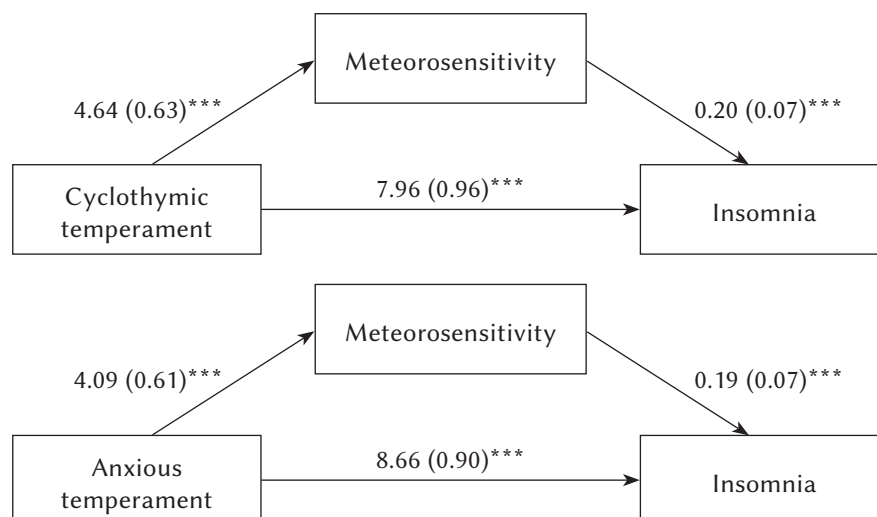 Meteorosensitivity
4.64 (0.63)***
0.20 (0.07)***
Cyclothymic
temperament
7.96 (0.96)***
Insomnia
Meteorosensitivity
4.09 (0.61)***
0.19 (0.07)***
Anxious
temperament
8.66 (0.90)***
Insomnia